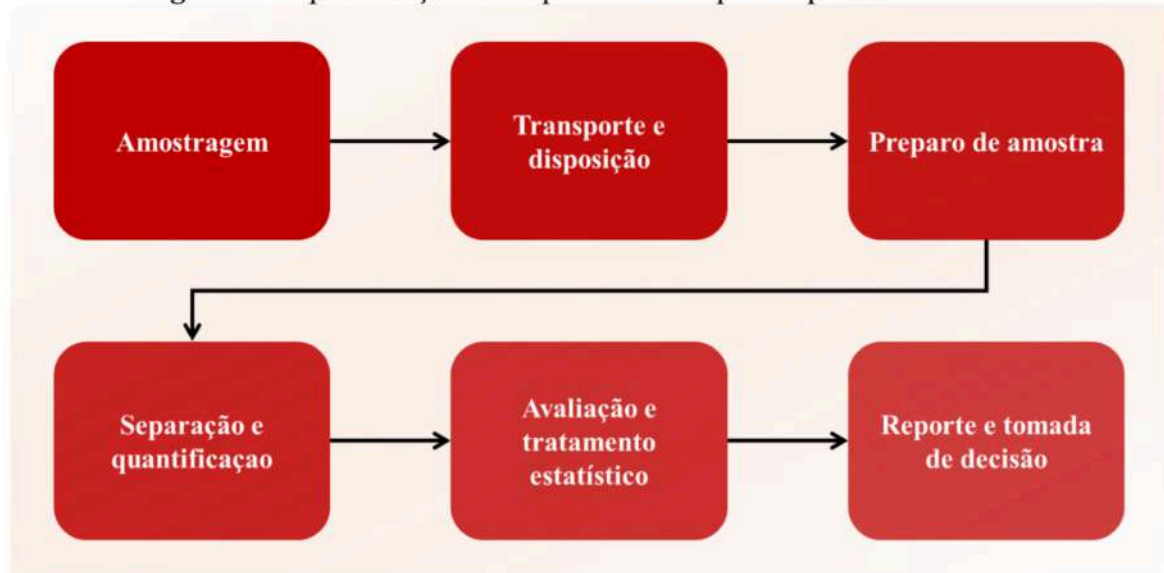 Amostragem
Transporte e
disposição
Preparo de amostra
Separação e
quantificaçao
Avaliação e
tratamento
estatístico
Reporte e tomada
de decisão